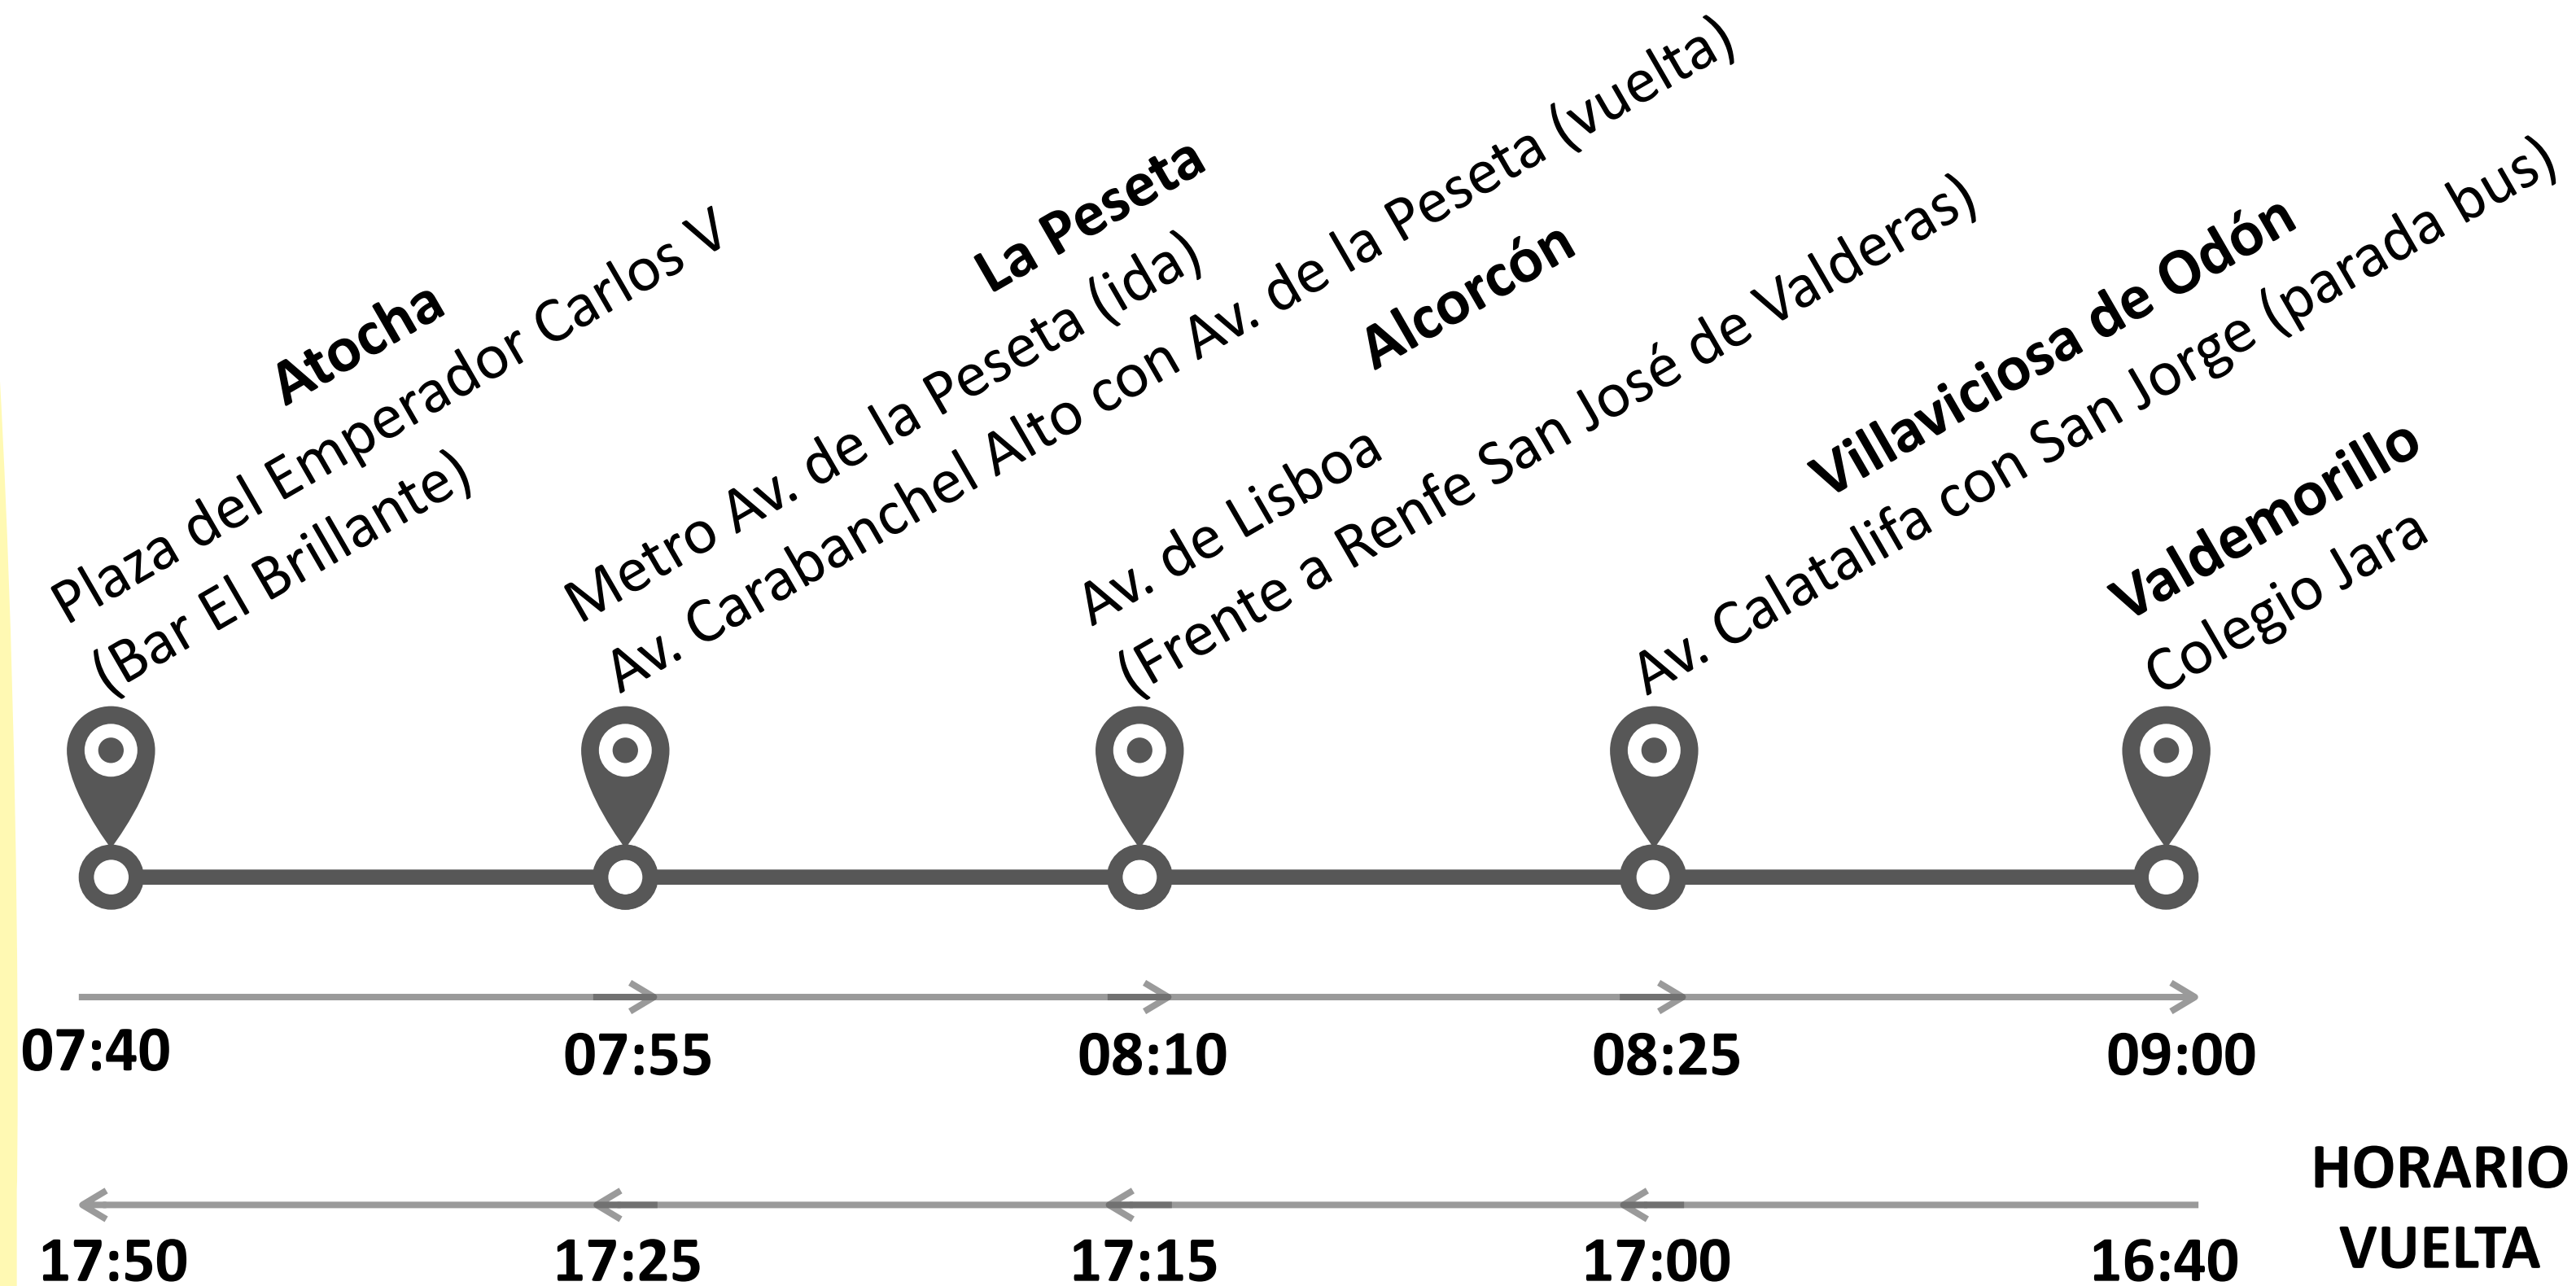 Atocha
Plaza del Emperador Carlos V
(Bar El Brillante)
La Peseta
Metro Av. de la Peseta (ida)
Av. Carabanchel Alto con Av. de la Peseta (vuelta)
Alcorcón
Av. de Lisboa
(Frente a Renfe San José de Valderas)
Villaviciosa de Odón
Av. Calatalifa con San Jorge (parada bus)
Valdemorillo
Colegio Jara
07:40 07:55 08:10 08:25 09:00
HORARIO
VUELTA
17:50 17:25 17:15 17:00 16:40